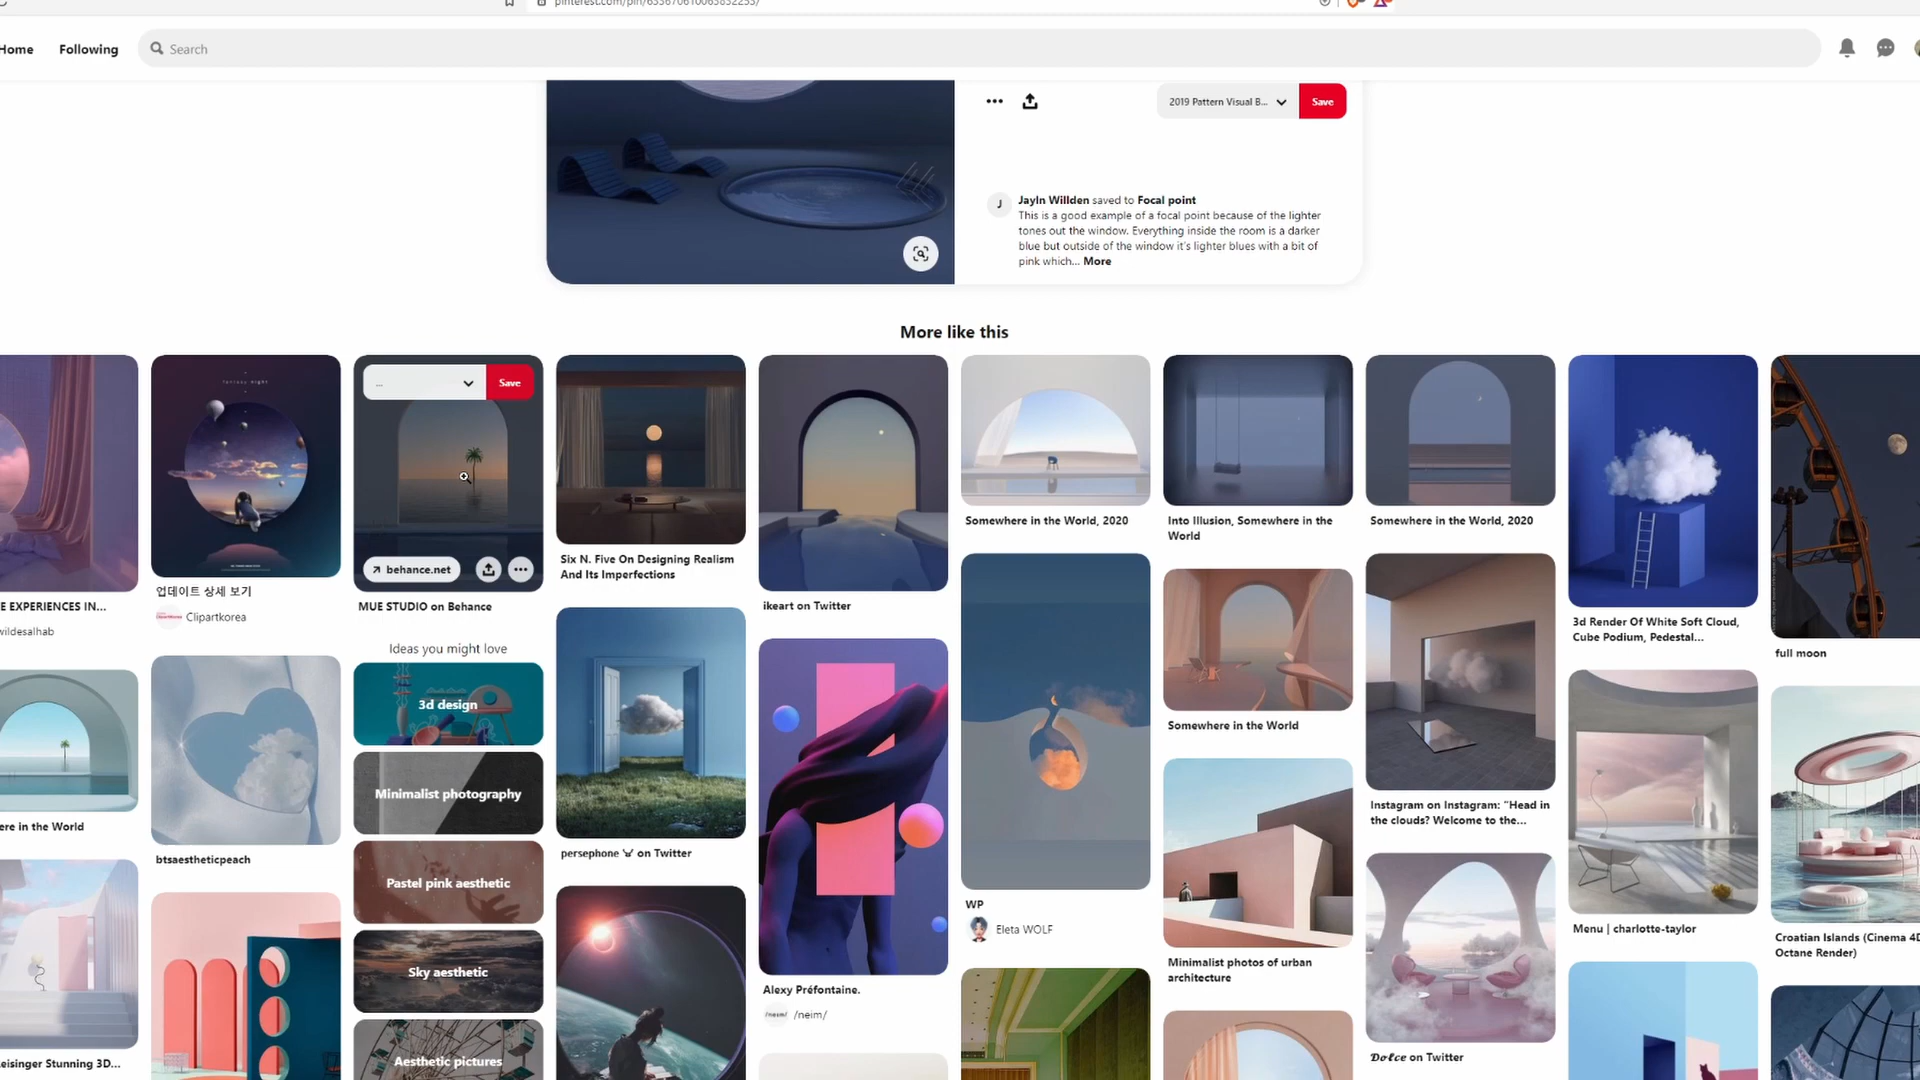 pinterest.com/pin/633670610063832253/
Home
Following
Search
2019 Pattern Visual B...
Save
J
Jayln Willden saved to Focal point
This is a good example of a focal point because of the lighter
tones out the window. Everything inside the room is a darker
blue but outside of the window it's lighter blues with a bit of
pink which... More
More like this
E EXPERIENCES IN...
wildesalhab
ere in the World
eisinger Stunning 3D...
fantasy night
업데이트 상세 보기
Clipartkorea
btsaestheticpeach
...
Save
behance.net
MUE STUDIO on Behance
Ideas you might love
3d design
Minimalist photography
Pastel pink aesthetic
Sky aesthetic
Aesthetic pictures
Six N. Five On Designing Realism
And Its Imperfections
persephone on Twitter
ikeart on Twitter
Alexy Préfontaine.
/neim/
/neim/
Somewhere in the World, 2020
WP
Eleta WOLF
Into Illusion, Somewhere in the
World
Somewhere in the World
Minimalist photos of urban
architecture
Somewhere in the World, 2020
Instagram on Instagram: "Head in
the clouds? Welcome to the...
𝓓𝓸𝓵𝓬𝓮 on Twitter
3d Render Of White Soft Cloud,
Cube Podium, Pedestal...
Menu | charlotte-taylor
full moon
Croatian Islands (Cinema 4D
Octane Render)